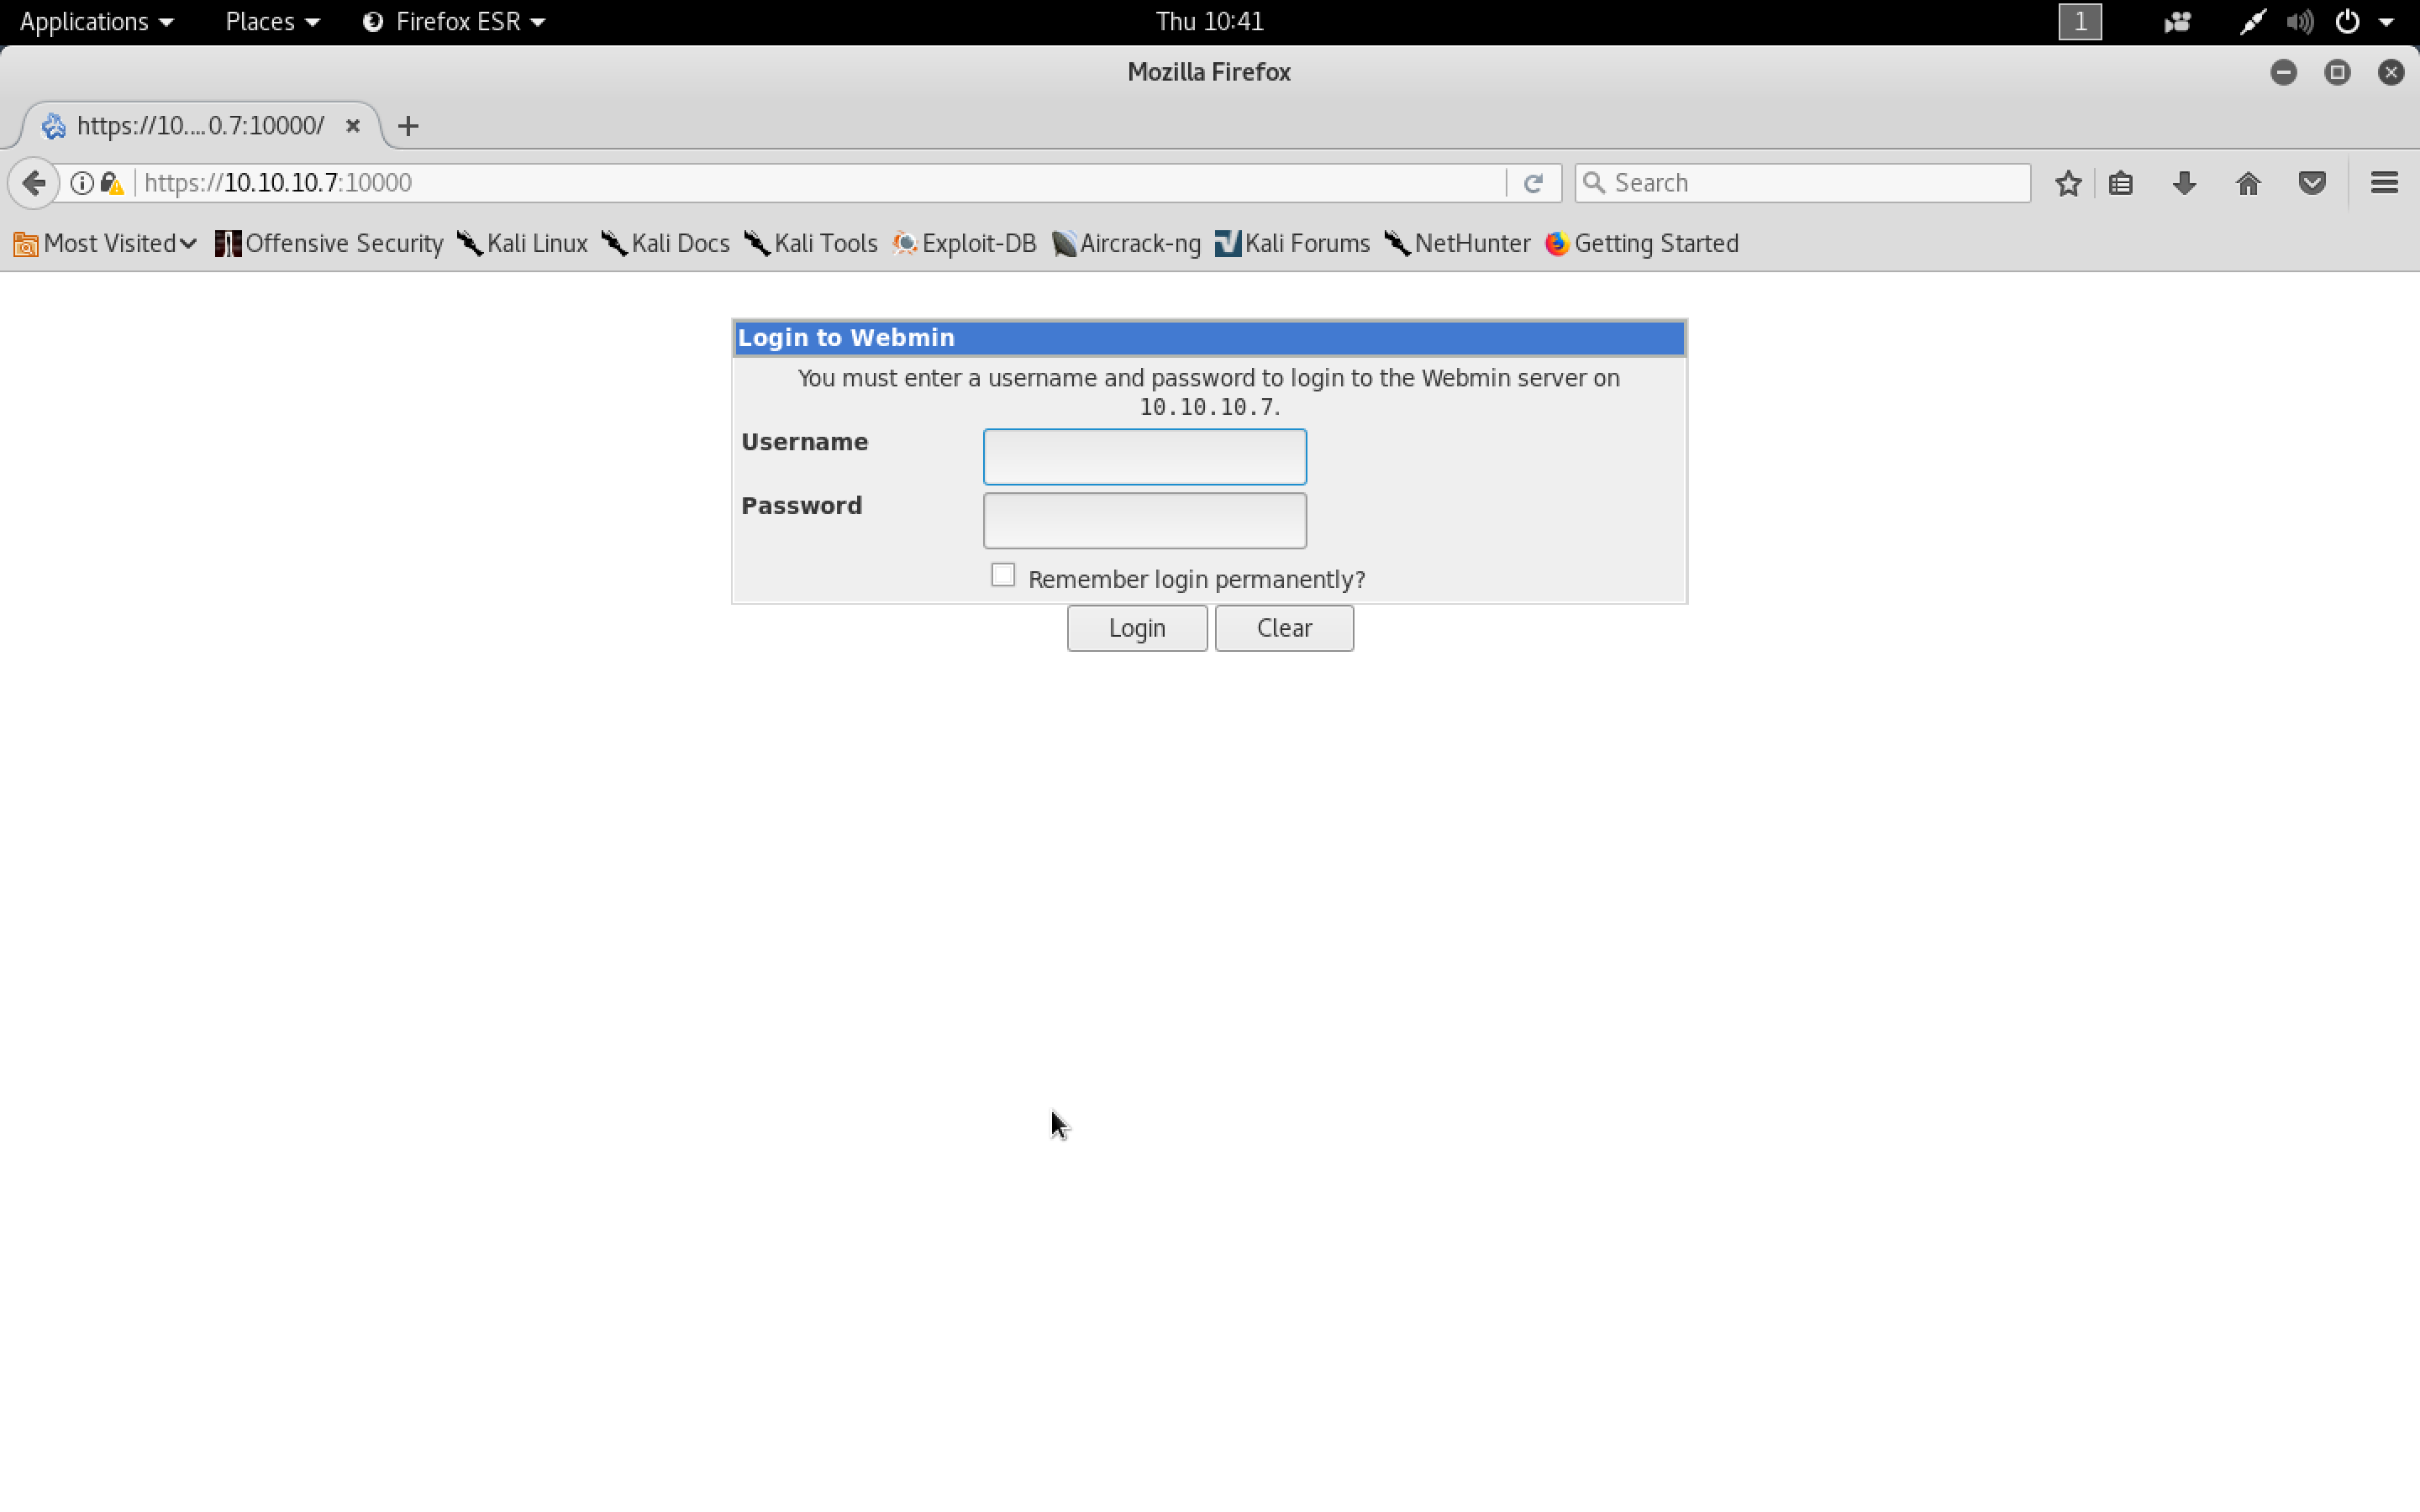 Applications Places Firefox ESR Thu 10:41 1
Mozilla Firefox
https://10....0.7:10000/
https://10.10.10.7:10000 Search
Most Visited Offensive Security Kali Linux Kali Docs Kali Tools Exploit-DB Aircrack-ng Kali Forums NetHunter Getting Started
Login to Webmin
You must enter a username and password to login to the Webmin server on
10.10.10.7.
Username
Password
Remember login permanently?
Login Clear